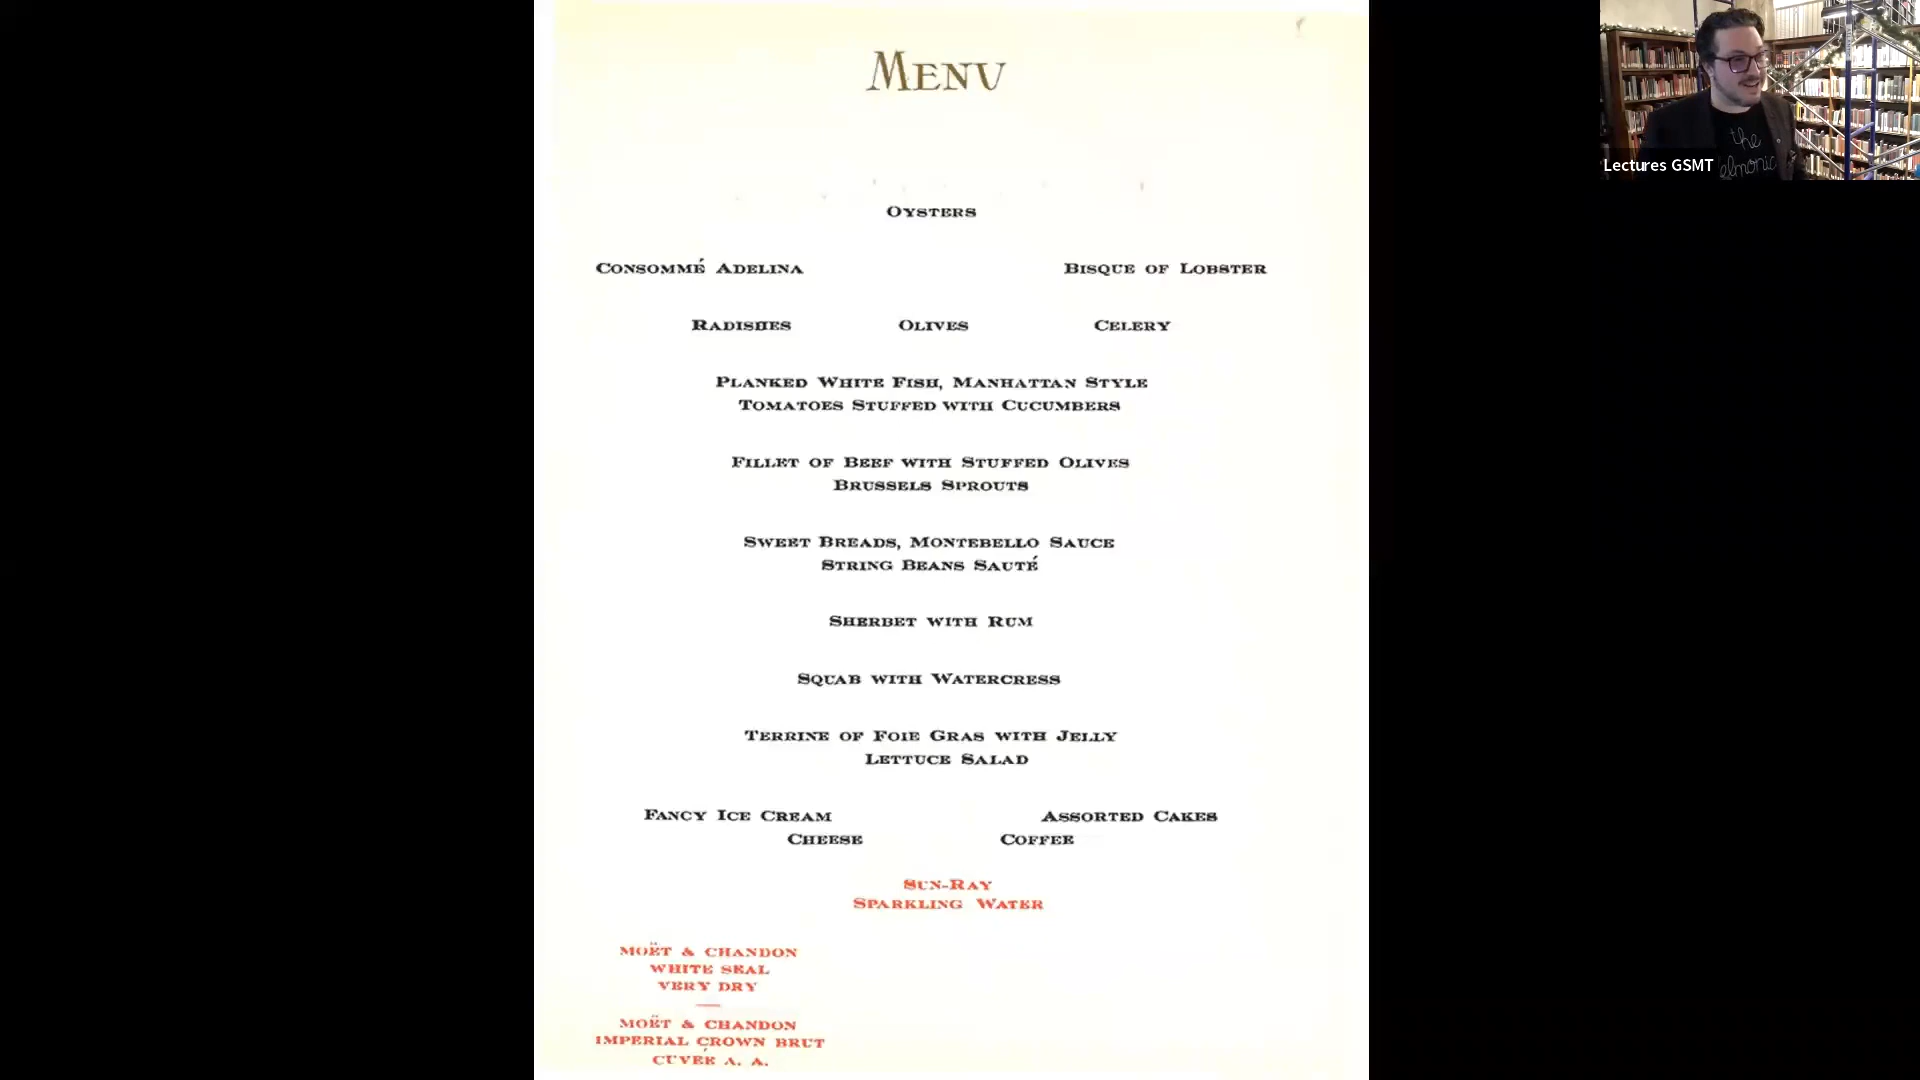 MENU
OYSTERS
CONSOMMÉ ADELINA BISQUE OF LOBSTER
RADISHES OLIVES CELERY
PLANKED WHITE FISH, MANHATTAN STYLE
TOMATOES STUFFED WITH CUCUMBERS
FILLET OF BEEF WITH STUFFED OLIVES
BRUSSELS SPROUTS
SWEET BREADS, MONTEBELLO SAUCE
STRING BEANS SAUTÉ
SHERBET WITH RUM
SQUAB WITH WATERCRESS
TERRINE OF FOIE GRAS WITH JELLY
LETTUCE SALAD
FANCY ICE CREAM ASSORTED CAKES
CHEESE COFFEE
SUN-RAY
SPARKLING WATER
MOËT & CHANDON
WHITE SEAL
VERY DRY
MOËT & CHANDON
IMPERIAL CROWN BRUT
CUVÉE A. A.
the
elmonic
Lectures GSMT